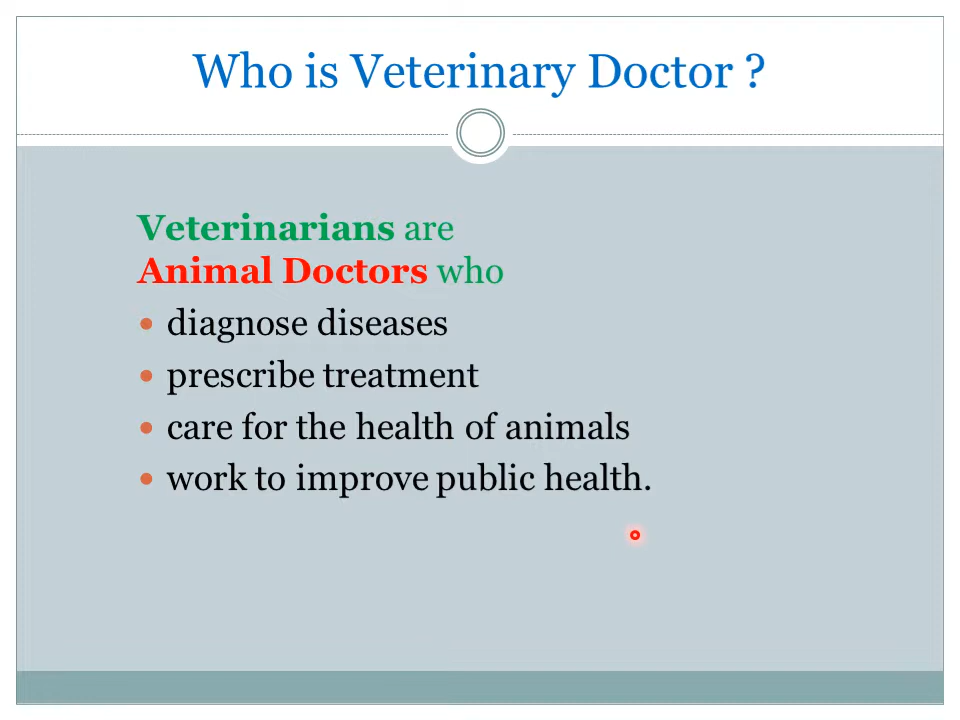 Who is Veterinary Doctor ?
Veterinarians are
Animal Doctors who
diagnose diseases
prescribe treatment
care for the health of animals
work to improve public health.